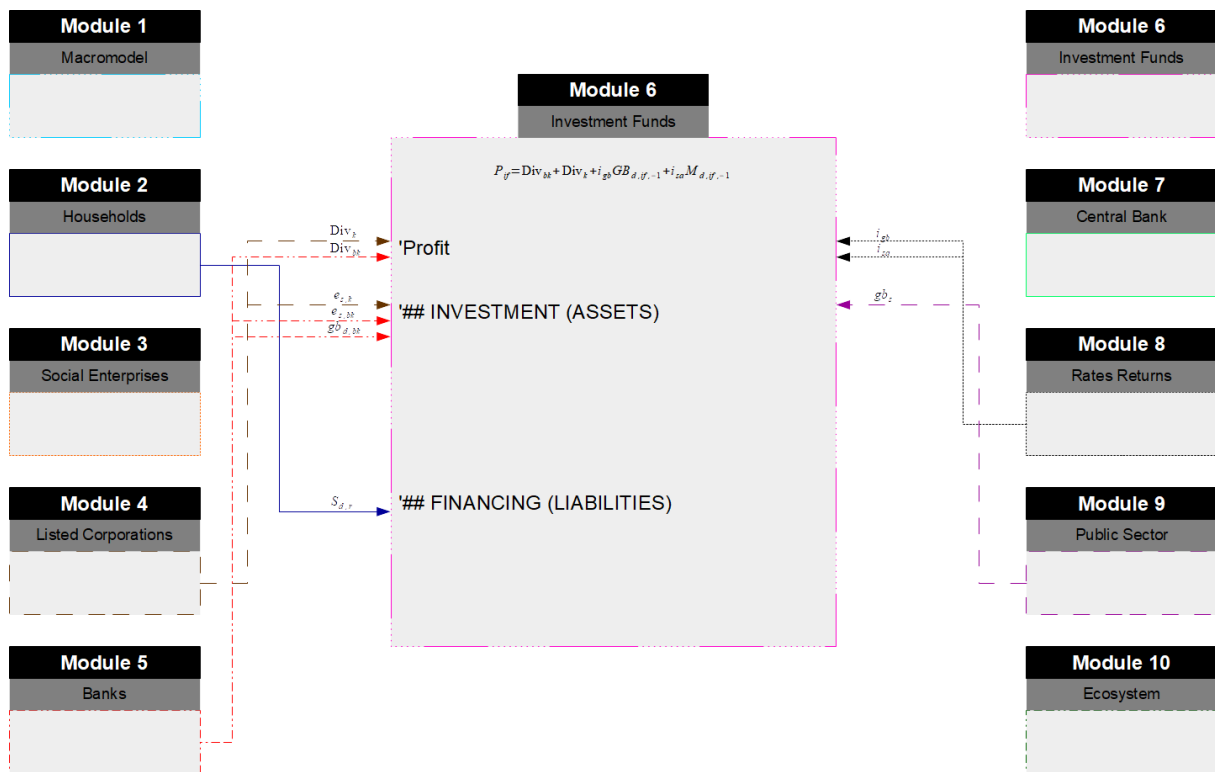 Module 1
Macromodel
Module 2
Households
Module 3
Social Enterprises
Module 4
Listed Corporations
Module 5
Banks
Module 6
Investment Funds
P_if=Div_bk+Div_k+i_gb GB_d,if,-1+i_za M_d,if,-1
Div_k
Div_bk
'Profit
i_gb
i_za
e_s,k
e_s,bk
gb_d,bk
'## INVESTMENT (ASSETS)
gb_s
S_d,r
'## FINANCING (LIABILITIES)
Module 6
Investment Funds
Module 7
Central Bank
Module 8
Rates Returns
Module 9
Public Sector
Module 10
Ecosystem